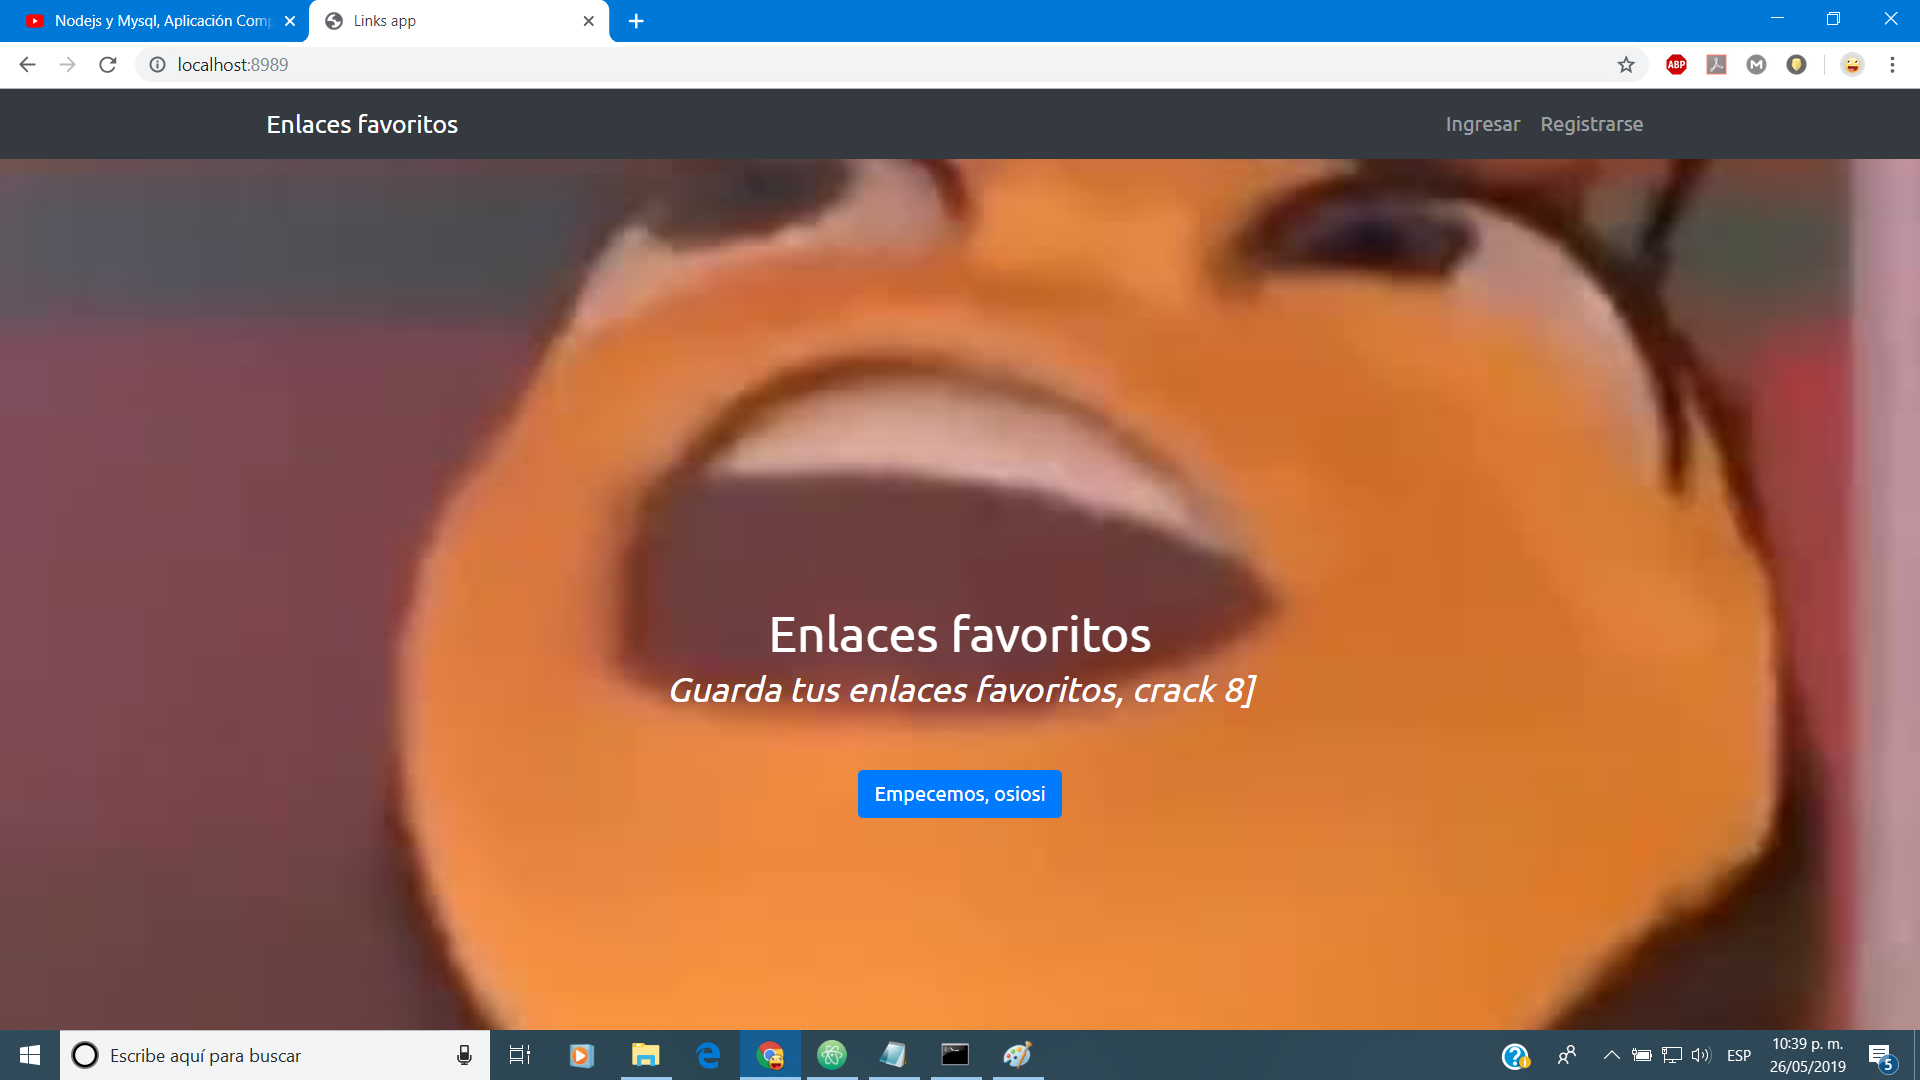 Nodejs y Mysql, Aplicación Comp
Links app
localhost:8989
ABP
M
Enlaces favoritos
Ingresar
Registrarse
Enlaces favoritos
Guarda tus enlaces favoritos, crack 8]
Empecemos, osiosi
Escribe aquí para buscar
ESP
10:39 p. m.
26/05/2019
5